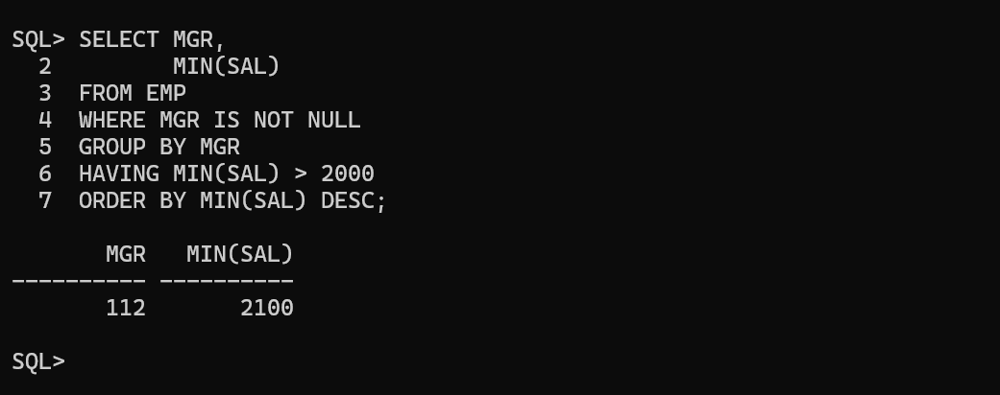 SQL> SELECT MGR,
  2         MIN(SAL)
  3  FROM EMP
  4  WHERE MGR IS NOT NULL
  5  GROUP BY MGR
  6  HAVING MIN(SAL) > 2000
  7  ORDER BY MIN(SAL) DESC;

       MGR   MIN(SAL)
---------- ----------
       112       2100

SQL>